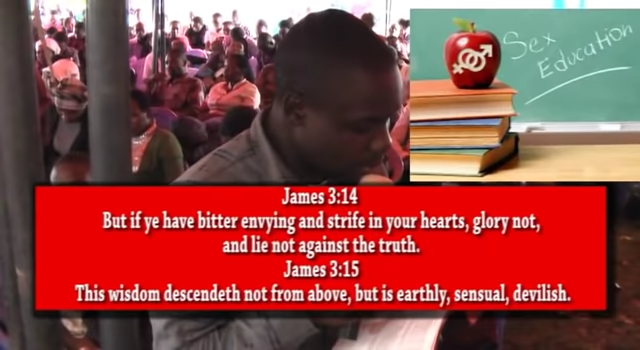 Sex
Education
James 3:14
But if ye have bitter envying and strife in your hearts, glory not,
and lie not against the truth.
James 3:15
This wisdom descendeth not from above, but is earthly, sensual, devilish.